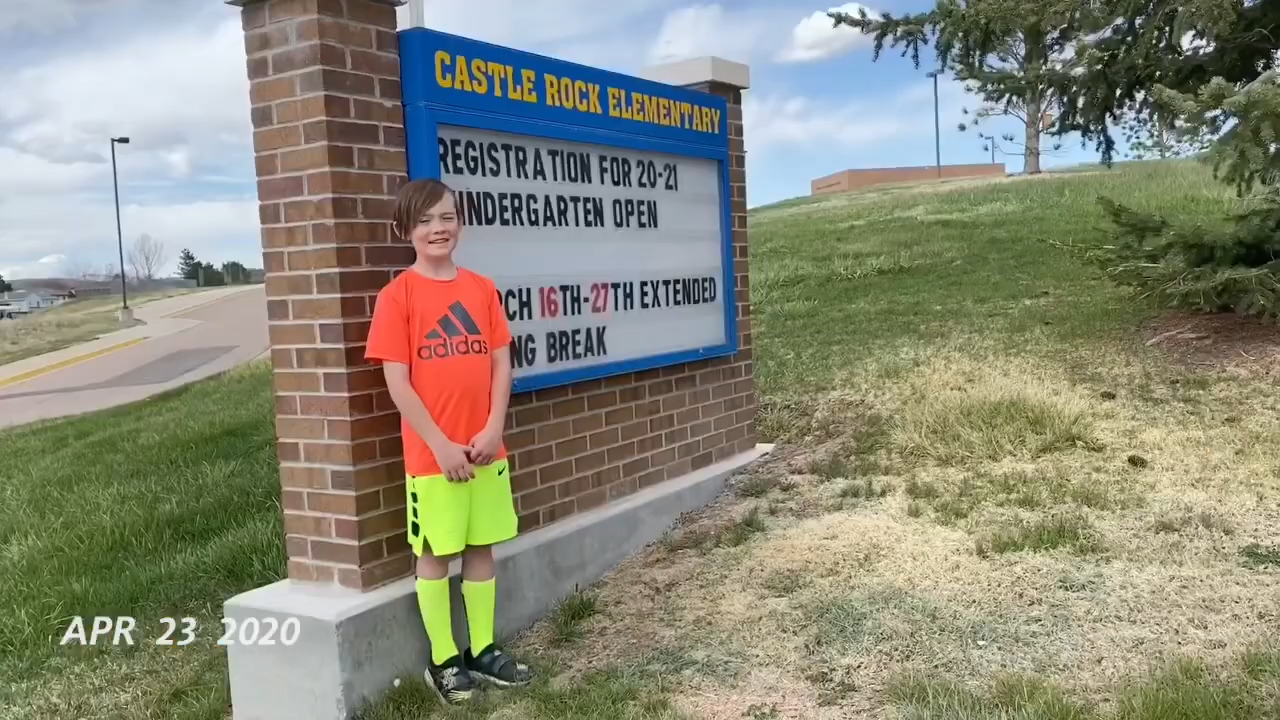 CASTLE ROCK ELEMENTARY
REGISTRATION FOR 20-21
INDERGARTEN OPEN
CH 16TH-27TH EXTENDED
NG BREAK
adidas
APR 23 2020